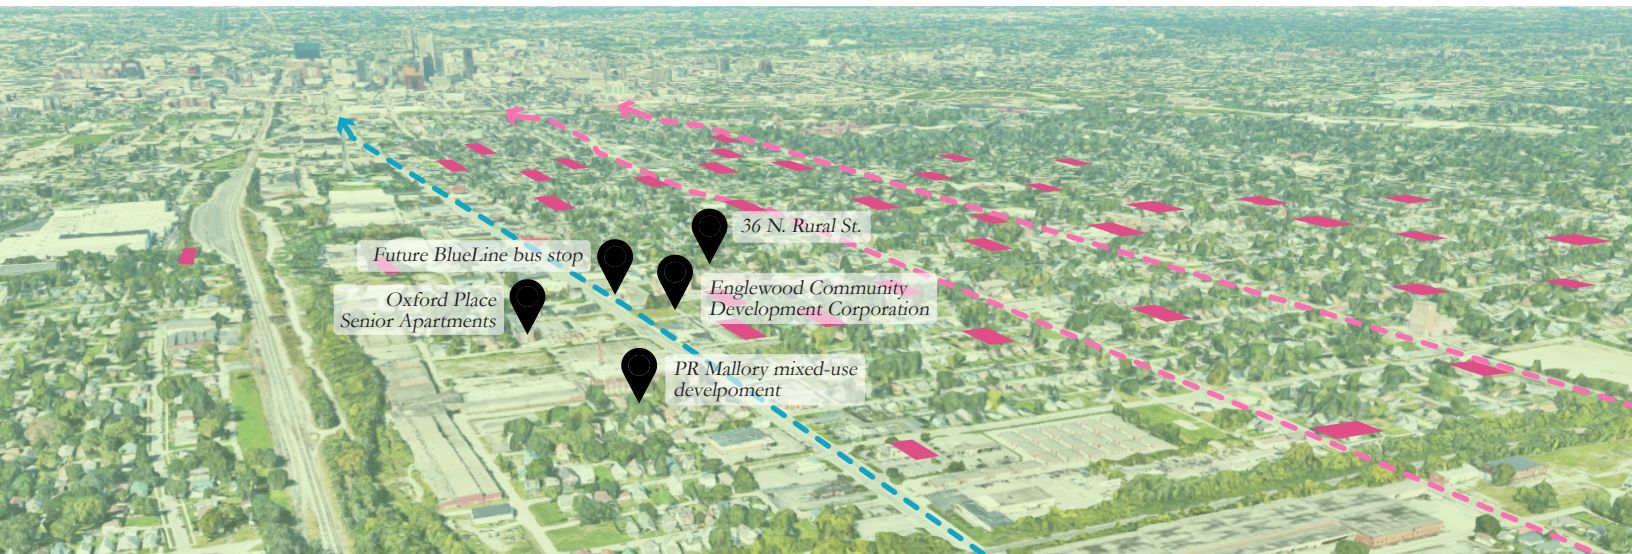 36 N. Rural St.
Future BlueLine bus stop
Englewood Community
Development Corporation
Oxford Place
Senior Apartments
PR Mallory mixed-use
develpoment